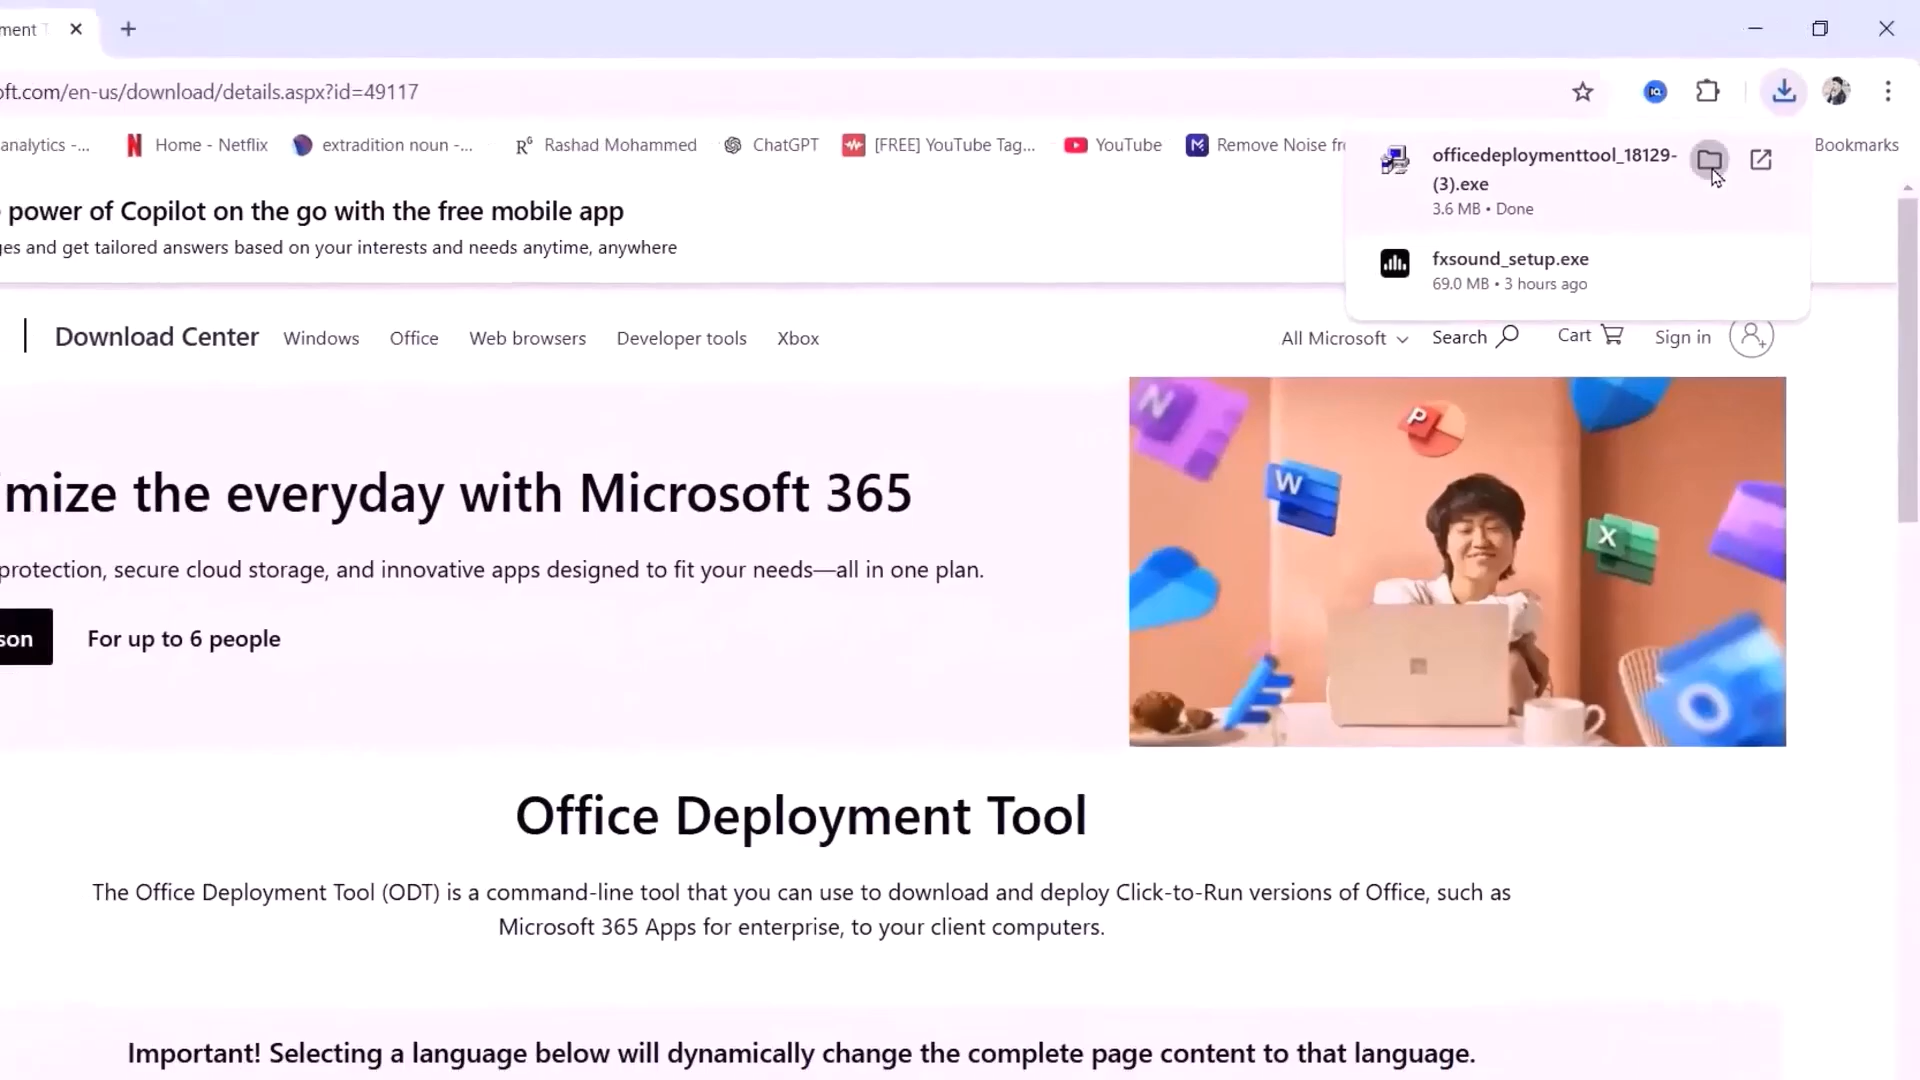 ment T
oft.com/en-us/download/details.aspx?id=49117
analytics -...
Home - Netflix
extradition noun -...
R⁶
Rashad Mohammed
ChatGPT
[FREE] YouTube Tag...
YouTube
Remove Noise fr
Bookmarks
officedeploymenttool_18129-
(3).exe
3.6 MB • Done
fxsound_setup.exe
69.0 MB • 3 hours ago
power of Copilot on the go with the free mobile app
ges and get tailored answers based on your interests and needs anytime, anywhere
Download Center
Windows
Office
Web browsers
Developer tools
Xbox
All Microsoft
Search
Cart
Sign in
N
P
W
X
O
mize the everyday with Microsoft 365
protection, secure cloud storage, and innovative apps designed to fit your needs—all in one plan.
son
For up to 6 people
Office Deployment Tool
The Office Deployment Tool (ODT) is a command-line tool that you can use to download and deploy Click-to-Run versions of Office, such as
Microsoft 365 Apps for enterprise, to your client computers.
Important! Selecting a language below will dynamically change the complete page content to that language.